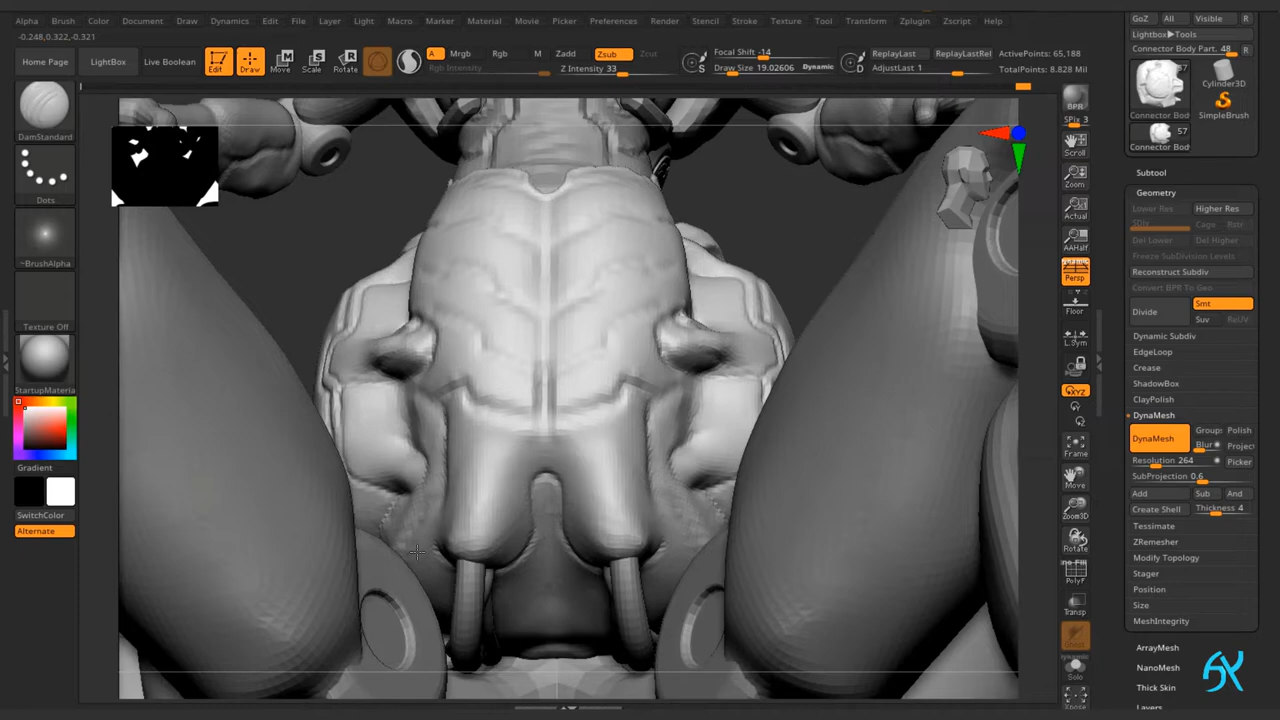 Alpha Brush Color Document Draw Dynamics Edit File Layer Light Macro Marker Material Movie Picker Preferences Render Stencil Stroke Texture Tool Transform Zplugin Zscript Help
-0.248,0.322,-0.321
Home Page LightBox Live Boolean Edit Draw Move Scale Rotate
A Mrgb Rgb M Zadd Zsub Zcut
Rgb Intensity Z Intensity 33
Focal Shift -14
Draw Size 19.02606 Dynamic
S D
ReplayLast ReplayLastRel
AdjustLast 1
ActivePoints: 65,188
TotalPoints: 8.828 Mil
DamStandard
Dots
~BrushAlpha
Texture Off
StartupMateria
Gradient
SwitchColor
Alternate
BPR
SPix 3
Scroll
Zoom
Actual
AAHalf
Dynamic
Persp
Floor
L.Sym
XYZ
Frame
Move
Zoom3D
Rotate
PolyF
Transp
Solo
Xpose
GoZ All Visible R
Lightbox▶Tools
Connector Body Part. 48 R
57
Connector Body
Cylinder3D
SimpleBrush
57
Connector Body
Subtool
Geometry
Lower Res Higher Res
SDiv Cage Rstr
Del Lower Del Higher
Freeze SubDivision Levels
Reconstruct Subdiv
Convert BPR To Geo
Divide Smt
Suv ReUV
Dynamic Subdiv
EdgeLoop
Crease
ShadowBox
ClayPolish
DynaMesh
DynaMesh Groups Polish
Blur Projec
Resolution 264 Picker
SubProjection 0.6
Add Sub And
Create Shell Thickness 4
Tessimate
ZRemesher
Modify Topology
Stager
Position
Size
MeshIntegrity
ArrayMesh
NanoMesh
Thick Skin
Layers